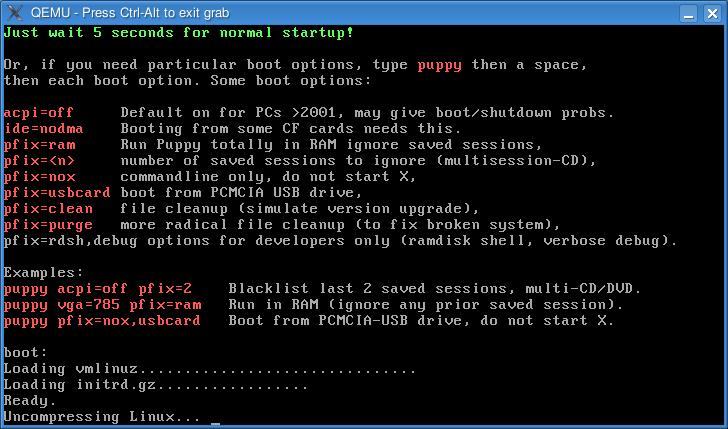 QEMU - Press Ctrl-Alt to exit grab
Just wait 5 seconds for normal startup!
Or, if you need particular boot options, type puppy then a space,
then each boot option. Some boot options:
acpi=off Default on for PCs >2001, may give boot/shutdown probs.
ide=nodma Booting from some CF cards needs this.
pfix=ram Run Puppy totally in RAM ignore saved sessions,
pfix=<n> number of saved sessions to ignore (multisession-CD),
pfix=nox commandline only, do not start X,
pfix=usbcard boot from PCMCIA USB drive,
pfix=clean file cleanup (simulate version upgrade),
pfix=purge more radical file cleanup (to fix broken system),
pfix=rdsh,debug options for developers only (ramdisk shell, verbose debug).
Examples:
puppy acpi=off pfix=2 Blacklist last 2 saved sessions, multi-CD/DVD.
puppy vga=785 pfix=ram Run in RAM (ignore any prior saved session).
puppy pfix=nox,usbcard Boot from PCMCIA-USB drive, do not start X.
boot:
Loading vmlinuz...............................
Loading initrd.gz................
Ready.
Uncompressing Linux... _